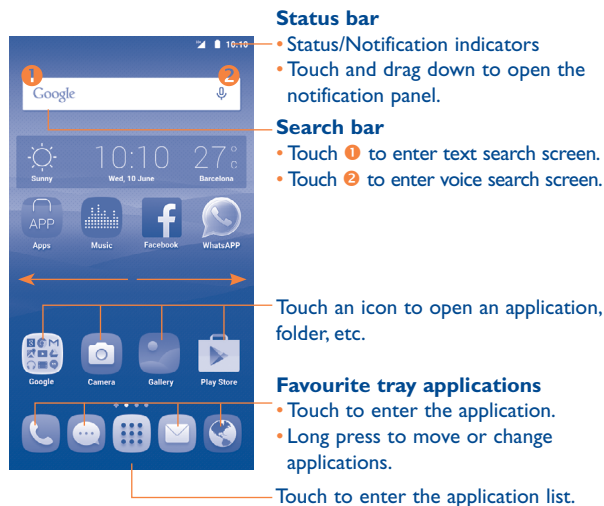 Status bar
• Status/Notification indicators
• Touch and drag down to open the
notification panel.
Search bar
• Touch ❶ to enter text search screen.
• Touch ❷ to enter voice search screen.
Touch an icon to open an application,
folder, etc.
Favourite tray applications
• Touch to enter the application.
• Long press to move or change
applications.
Touch to enter the application list.
10:10
❶ ❷
Google
10:10 27°c
Sunny Wed, 10 June Barcelona
APP
Apps Music Facebook WhatsAPP
Google Camera Gallery Play Store